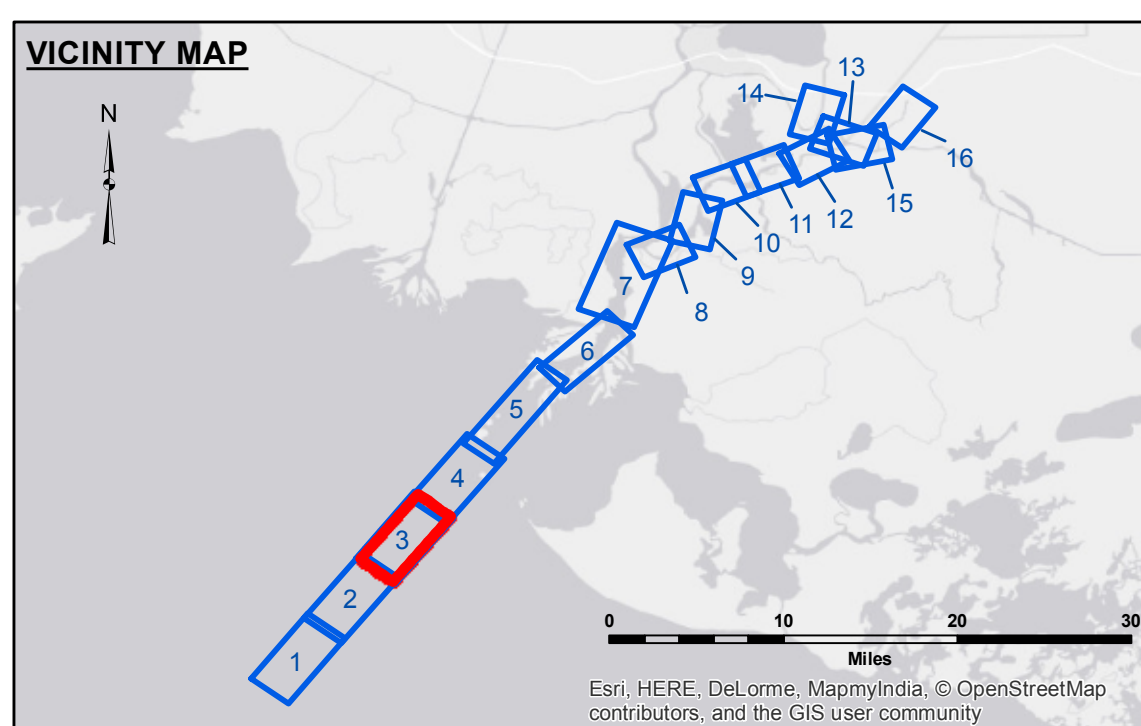 VICINITY MAP
N
13
14
16
15
12
11
10
9
8
7
6
5
4
3
2
1
0 10 20 30
Miles
Esri, HERE, DeLorme, MapmyIndia, © OpenStreetMap
contributors, and the GIS user community